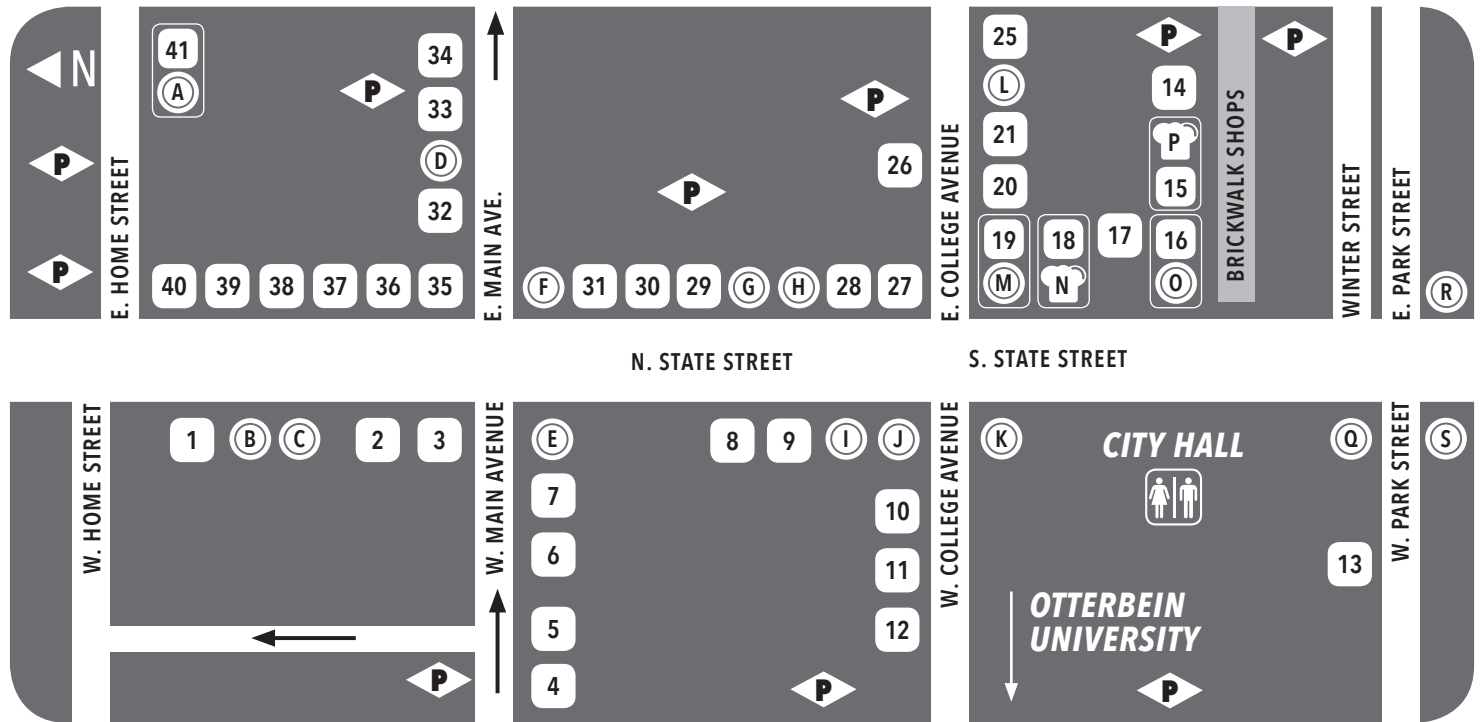 N
P
P
E. HOME STREET
41
A
P
34
33
D
32
40 39 38 37 36 35
E. MAIN AVE.
P
P
26
F 31 30 29 G H 28 27
E. COLLEGE AVENUE
25
L
21
20
19
M
18
N
17
P
14
P
15
16
O
BRICKWALK SHOPS
P
WINTER STREET
E. PARK STREET
R
N. STATE STREET
S. STATE STREET
W. HOME STREET
1 B C 2 3
P
W. MAIN AVENUE
E
7
6
5
4
8 9 I J
10
11
12
P
W. COLLEGE AVENUE
K
CITY HALL
Q
13
OTTERBEIN
UNIVERSITY
P
W. PARK STREET
S